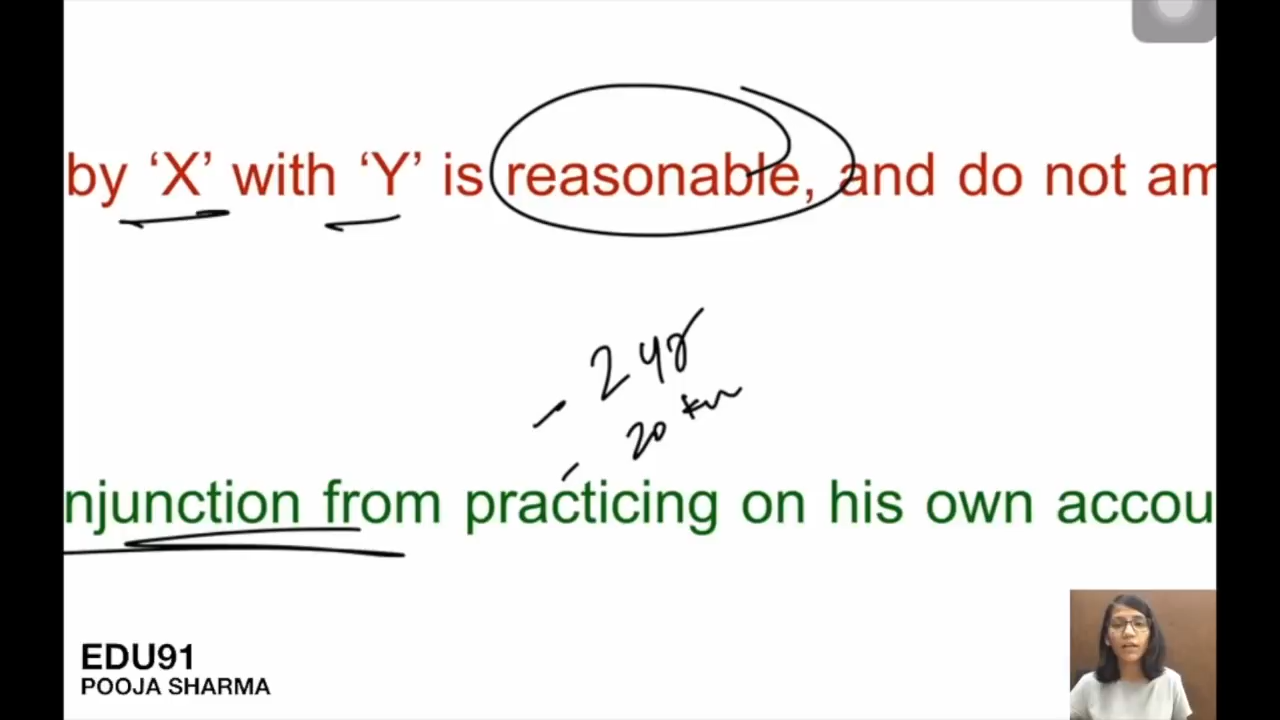 by ‘X’ with ‘Y’ is reasonable, and do not am
2 yr
20 km
njunction from practicing on his own accou
EDU91
POOJA SHARMA